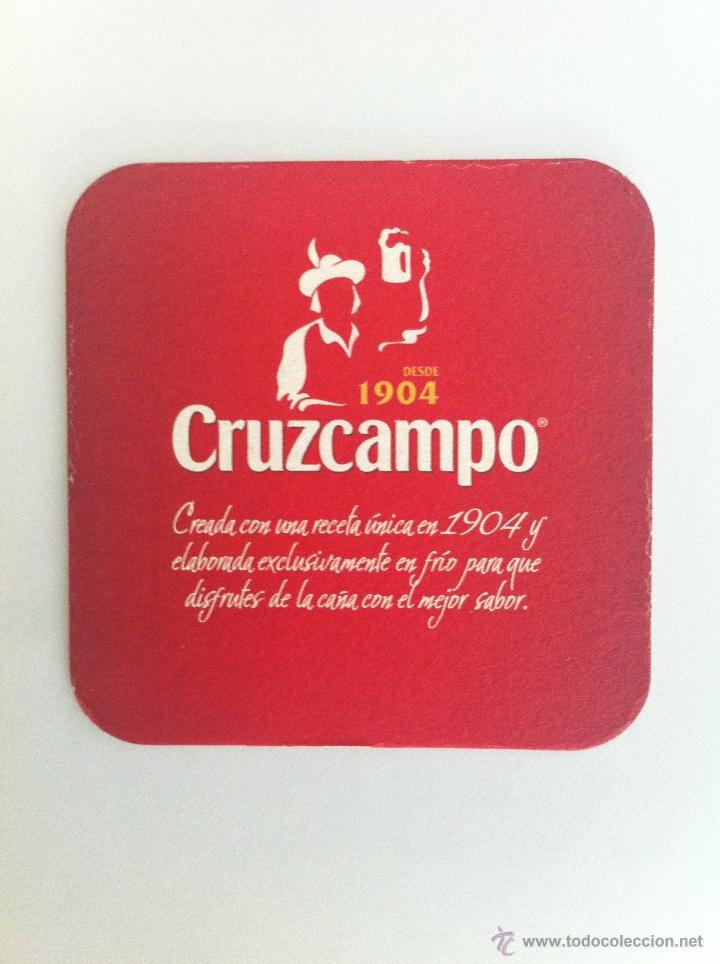 DESDE
1904
Cruzcampo®
Creada con una receta única en 1904 y
elaborada exclusivamente en frío para que
disfrutes de la caña con el mejor sabor.
www.todocoleccion.net